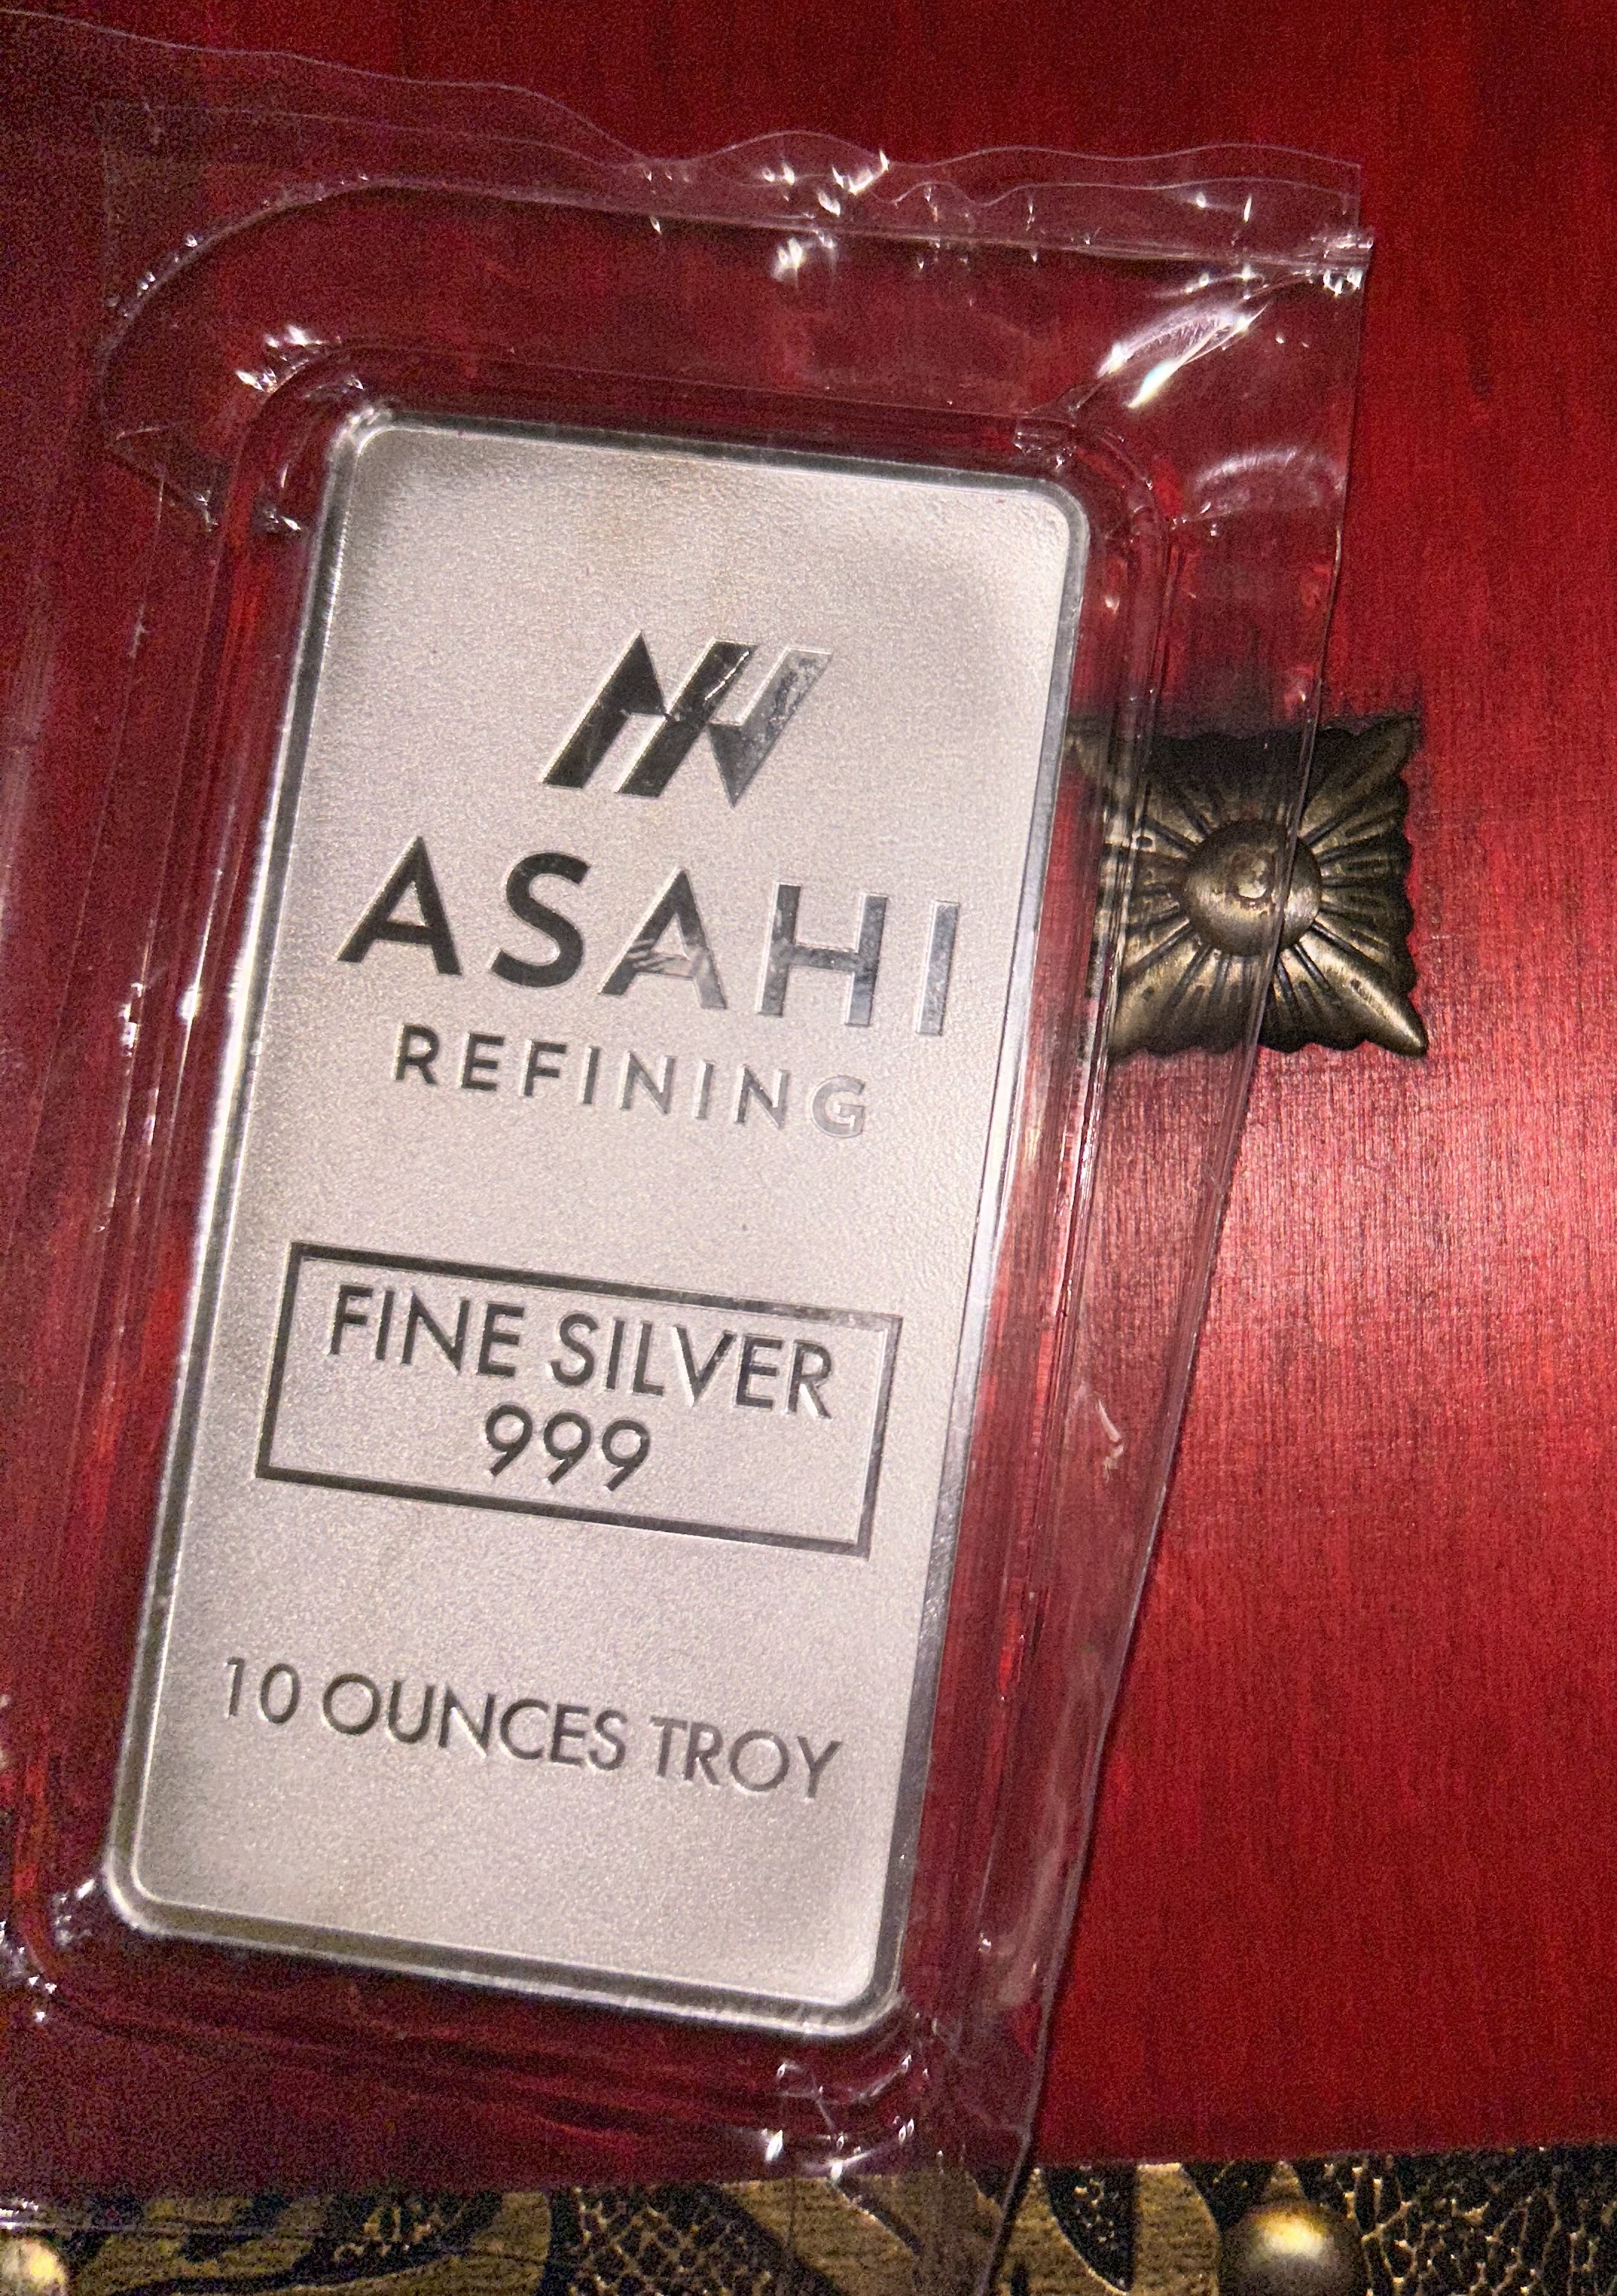 ASAHI
REFINING
FINE SILVER
999
10 OUNCES TROY